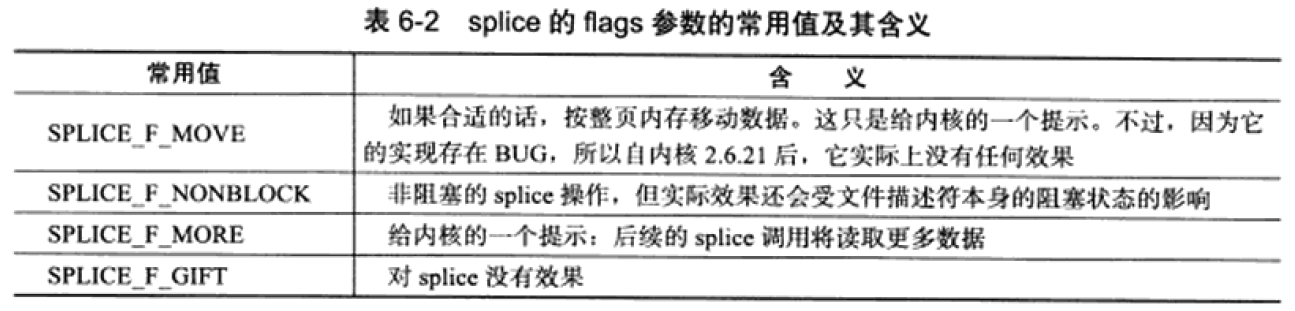 表 6-2 splice 的 flags 参数的常用值及其含义
常用值 含 义
SPLICE_F_MOVE 如果合适的话，按整页内存移动数据。这只是给内核的一个提示。不过，因为它
的实现存在 BUG，所以自内核 2.6.21 后，它实际上没有任何效果
SPLICE_F_NONBLOCK 非阻塞的 splice 操作，但实际效果还会受文件描述符本身的阻塞状态的影响
SPLICE_F_MORE 给内核的一个提示：后续的 splice 调用将读取更多数据
SPLICE_F_GIFT 对 splice 没有效果